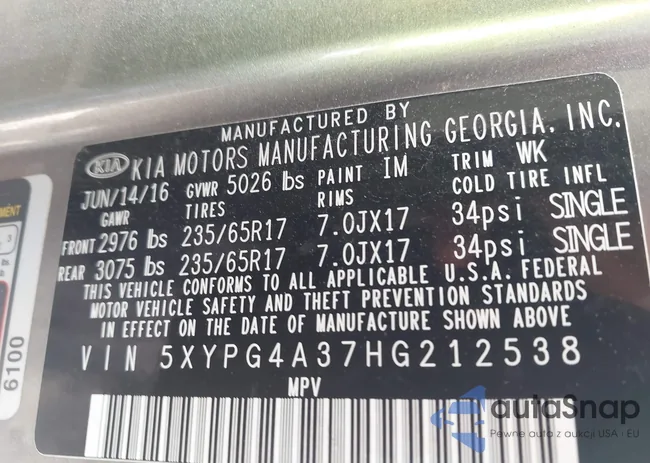 MANUFACTURED BY
KIA KIA MOTORS MANUFACTURING GEORGIA, INC.
JUN/14/16 GVWR 5026 lbs PAINT IM TRIM WK
GAWR TIRES RIMS COLD TIRE INFL
FRONT 2976 lbs 235/65R17 7.0JX17 34psi SINGLE
REAR 3075 lbs 235/65R17 7.0JX17 34psi SINGLE
THIS VEHICLE CONFORMS TO ALL APPLICABLE U.S.A. FEDERAL
MOTOR VEHICLE SAFETY AND THEFT PREVENTION STANDARDS
IN EFFECT ON THE DATE OF MANUFACTURE SHOWN ABOVE
VIN 5XYPG4A37HG212538
MPV
6100
autaSnap
Pewne auta z aukcji USA i EU